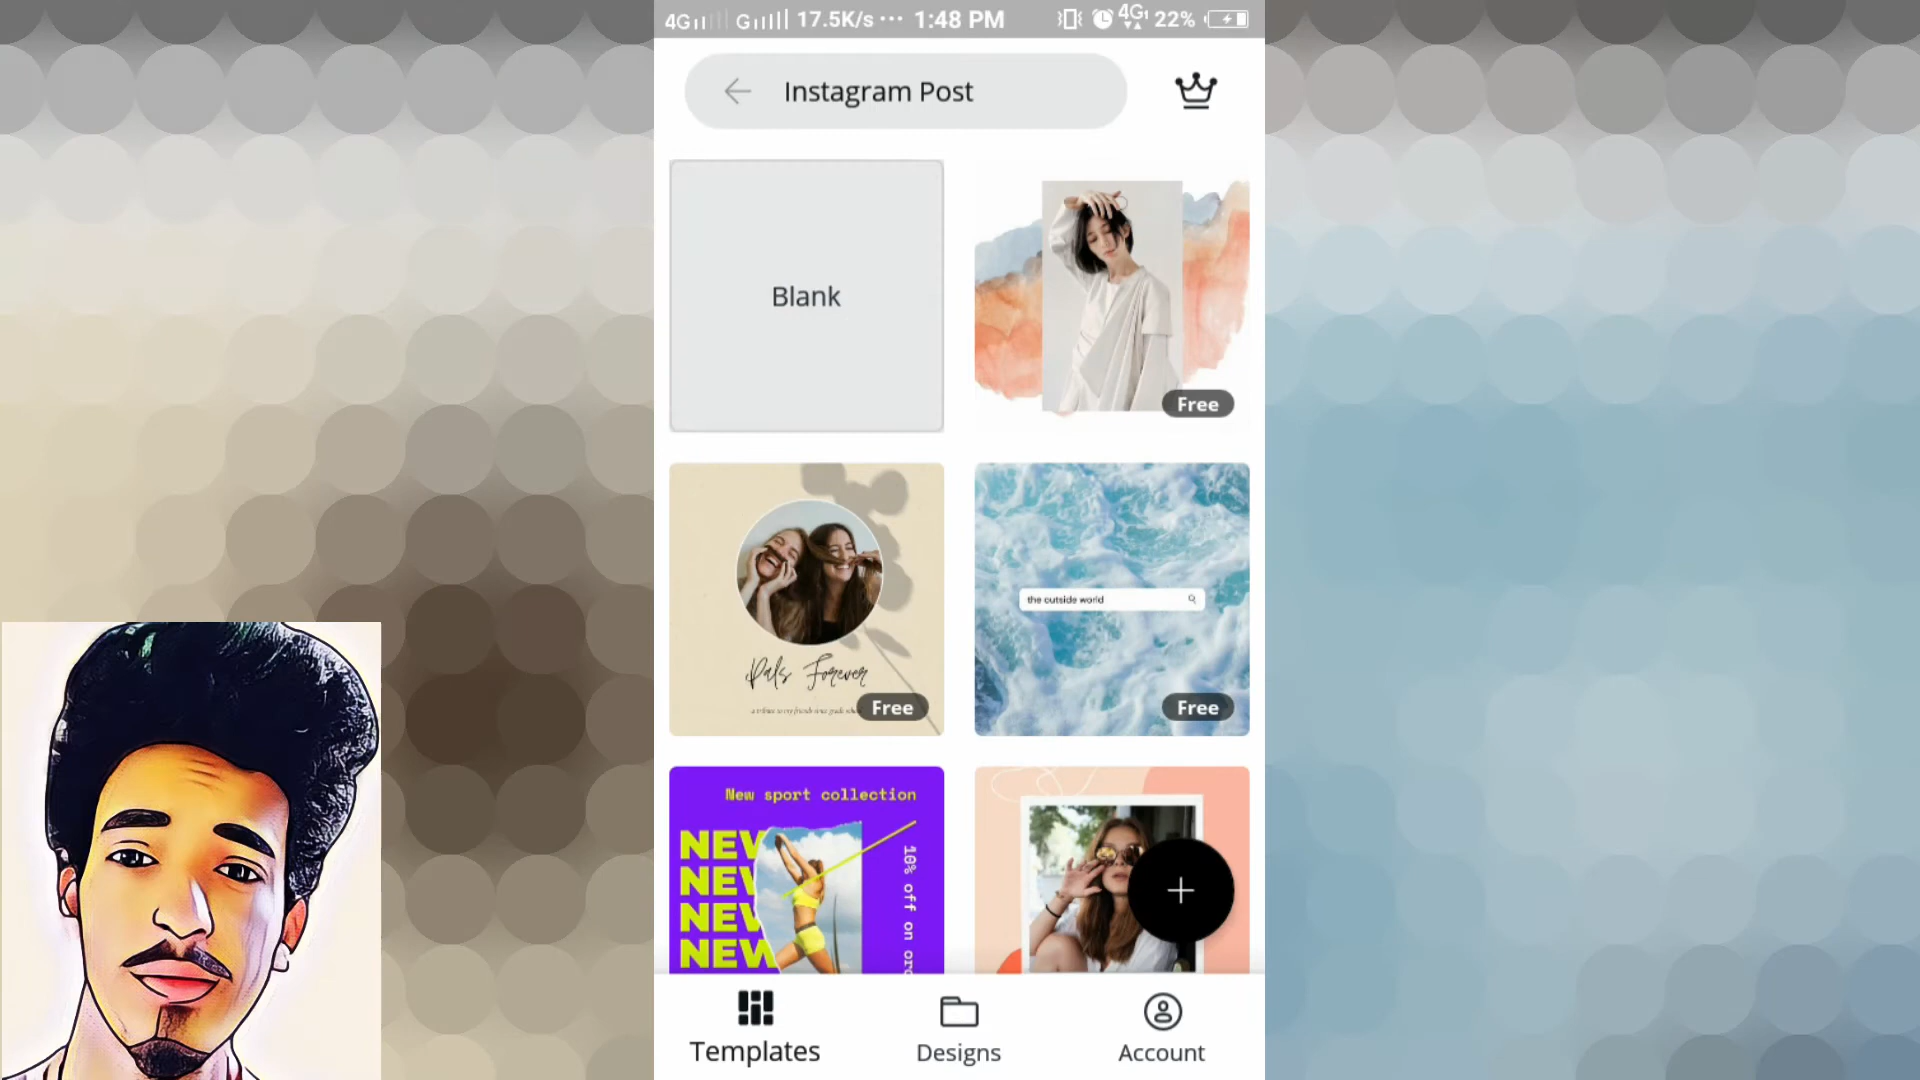 4G G 17.5K/s ··· 1:48 PM 4G 22%
Instagram Post
Blank
Free
Pals Forever
Free
the outside world
Free
New sport collection
NEW
NEW
NEW
NEW
10% off on
Templates
Designs
Account